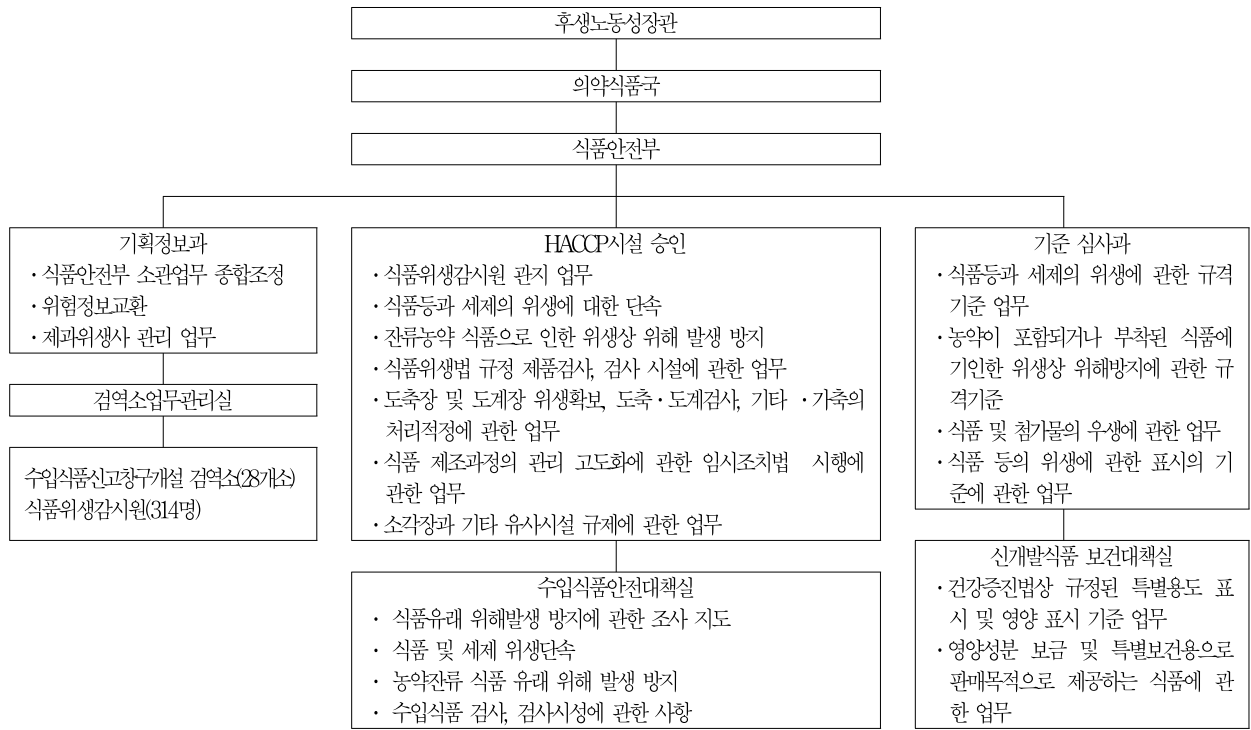 후생노동성장관
의약식품국
식품안전부
기획정보과
· 식품안전부 소관업무 종합조정
· 위험정보교환
· 제과위생사 관리 업무
검역소업무관리실
수입식품신고창구개설 검역소(28개소)
식품위생감시원(314명)
HACCP시설 승인
· 식품위생감시원 관지 업무
· 식품등과 세제의 위생에 대한 단속
· 잔류농약 식품으로 인한 위생상 위해 발생 방지
· 식품위생법 규정 제품검사, 검사 시설에 관한 업무
· 도축장 및 도계장 위생확보, 도축·도계검사, 기타 ·가축의
처리적정에 관한 업무
· 식품 제조과정의 관리 고도화에 관한 임시조치법 시행에
관한 업무
· 소각장과 기타 유사시설 규제에 관한 업무
수입식품안전대책실
· 식품유래 위해발생 방지에 관한 조사 지도
· 식품 및 세제 위생단속
· 농약잔류 식품 유래 위해 발생 방지
· 수입식품 검사, 검사시성에 관한 사항
기준 심사과
· 식품등과 세제의 위생에 관한 규격
기준 업무
· 농약이 포함되거나 부착된 식품에
기인한 위생상 위해방지에 관한 규
격기준
· 식품 및 첨가물의 우생에 관한 업무
· 식품 등의 위생에 관한 표시의 기
준에 관한 업무
신개발식품 보건대책실
· 건강증진법상 규정된 특별용도 표
시 및 영양 표시 기준 업무
· 영양성분 보금 및 특별보건용으로
판매목적으로 제공하는 식품에 관
한 업무